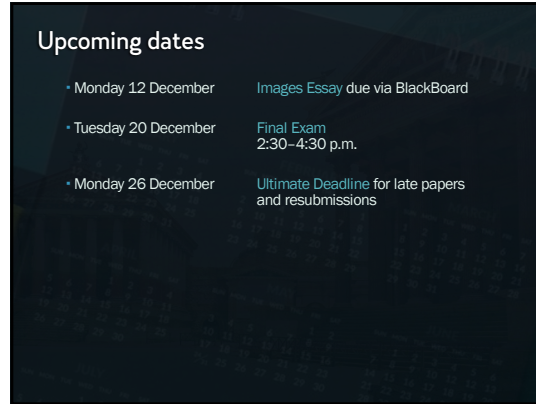 Upcoming dates
• Monday 12 December Images Essay due via BlackBoard
• Tuesday 20 December Final Exam
2:30–4:30 p.m.
• Monday 26 December Ultimate Deadline for late papers
and resubmissions